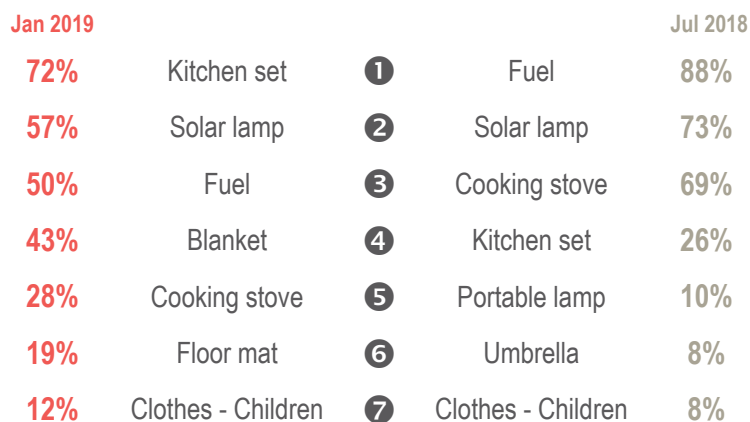 Jan 2019 Jul 2018
72% Kitchen set ❶ Fuel 88%
57% Solar lamp ❷ Solar lamp 73%
50% Fuel ❸ Cooking stove 69%
43% Blanket ❹ Kitchen set 26%
28% Cooking stove ❺ Portable lamp 10%
19% Floor mat ❻ Umbrella 8%
12% Clothes - Children ❼ Clothes - Children 8%